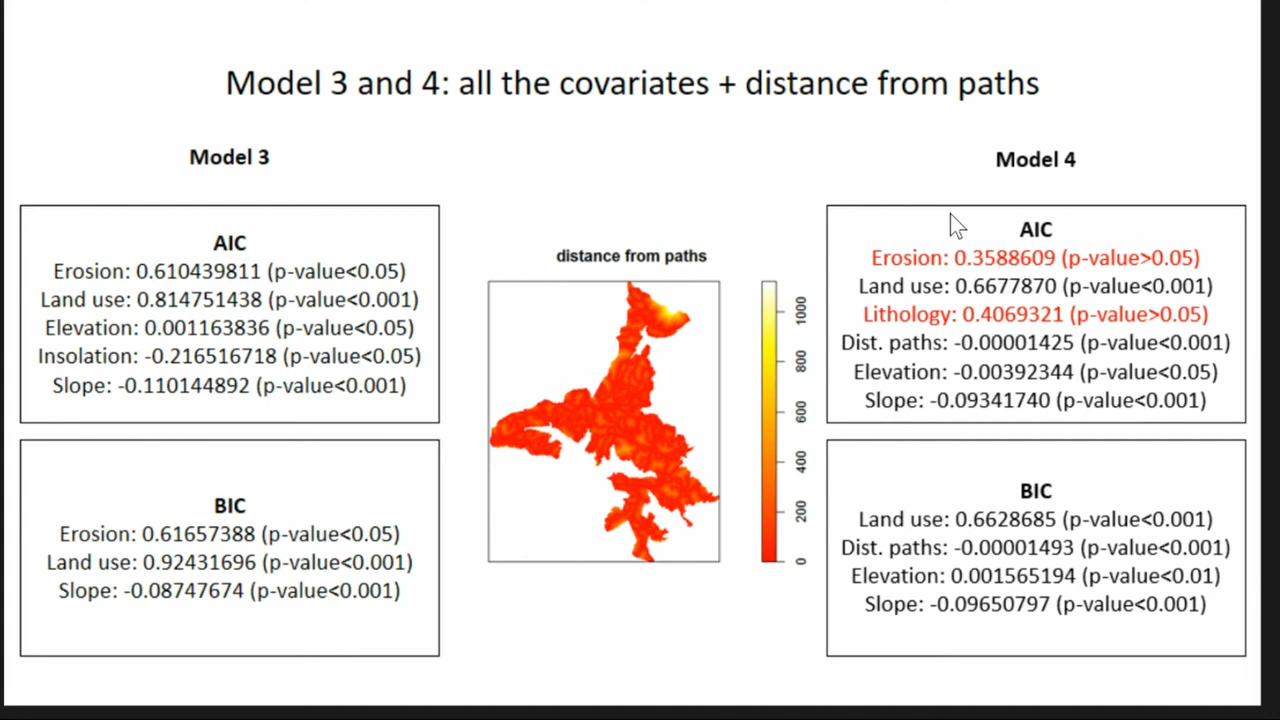 Model 3 and 4: all the covariates + distance from paths
Model 3
AIC
Erosion: 0.610439811 (p-value<0.05)
Land use: 0.814751438 (p-value<0.001)
Elevation: 0.001163836 (p-value<0.05)
Insolation: -0.216516718 (p-value<0.05)
Slope: -0.110144892 (p-value<0.001)
BIC
Erosion: 0.61657388 (p-value<0.05)
Land use: 0.92431696 (p-value<0.001)
Slope: -0.08747674 (p-value<0.001)
distance from paths
1000
800
600
400
200
0
Model 4
AIC
Erosion: 0.3588609 (p-value>0.05)
Land use: 0.6677870 (p-value<0.001)
Lithology: 0.4069321 (p-value>0.05)
Dist. paths: -0.00001425 (p-value<0.001)
Elevation: -0.00392344 (p-value<0.05)
Slope: -0.09341740 (p-value<0.001)
BIC
Land use: 0.6628685 (p-value<0.001)
Dist. paths: -0.00001493 (p-value<0.001)
Elevation: 0.001565194 (p-value<0.01)
Slope: -0.09650797 (p-value<0.001)